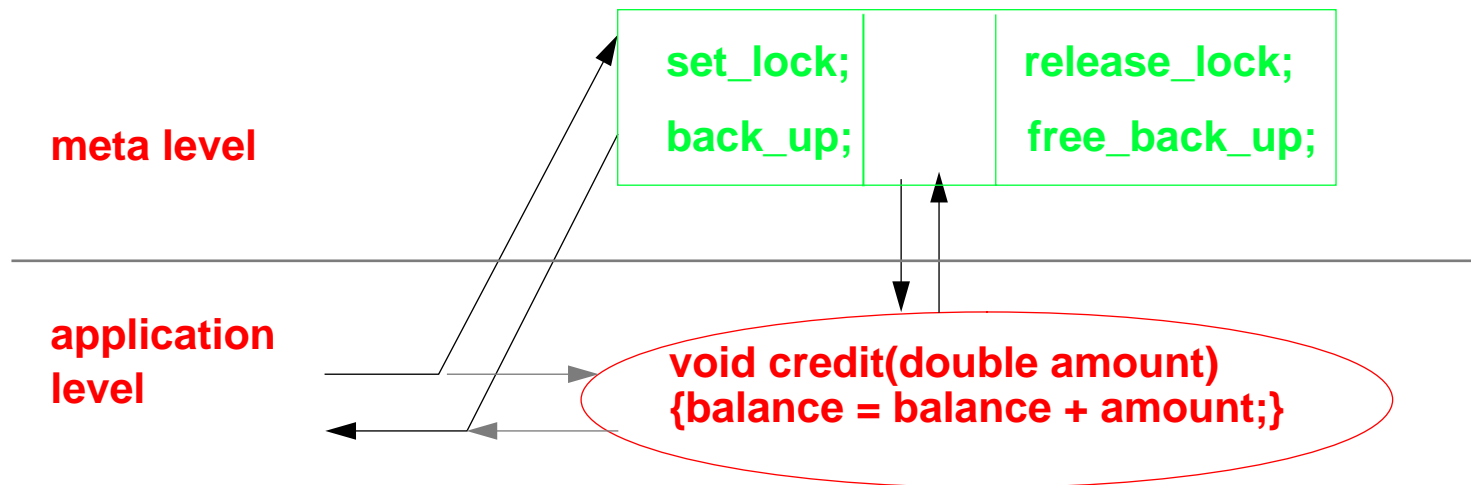 set_lock; release_lock;
back_up; free_back_up;
meta level
application
level
void credit(double amount)
{balance = balance + amount;}